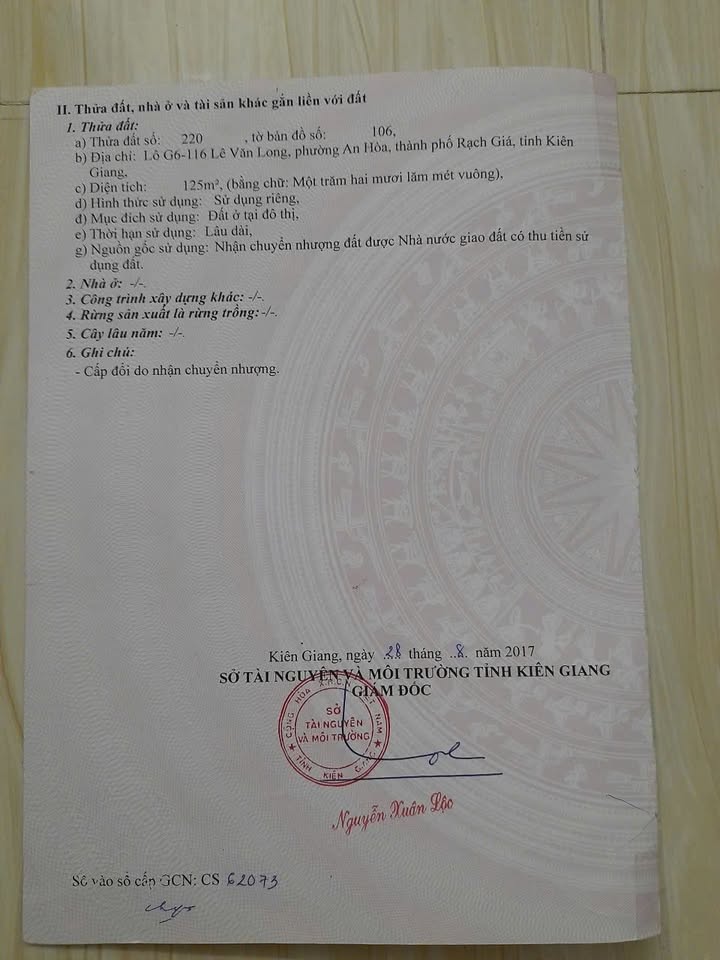 II. Thửa đất, nhà ở và tài sản khác gắn liền với đất
1. Thửa đất:
a) Thửa đất số: 220 , tờ bản đồ số: 106,
b) Địa chỉ: Lô G6-116 Lê Văn Long, phường An Hòa, thành phố Rạch Giá, tỉnh Kiên
Giang,
c) Diện tích: 125m², (bằng chữ: Một trăm hai mươi lăm mét vuông),
d) Hình thức sử dụng: Sử dụng riêng,
đ) Mục đích sử dụng: Đất ở tại đô thị,
e) Thời hạn sử dụng: Lâu dài,
g) Nguồn gốc sử dụng: Nhận chuyển nhượng đất được Nhà nước giao đất có thu tiền sử
dụng đất.
2. Nhà ở: -/-.
3. Công trình xây dựng khác: -/-.
4. Rừng sản xuất là rừng trồng: -/-.
5. Cây lâu năm: -/-.
6. Ghi chú:
- Cấp đổi do nhận chuyển nhượng.
Kiên Giang, ngày 28 tháng ..8. năm 2017
SỞ TÀI NGUYÊN VÀ MÔI TRƯỜNG TỈNH KIÊN GIANG
GIÁM ĐỐC
CỘNG HÒA X.H.C.N VIỆT NAM
SỞ
TÀI NGUYÊN
VÀ MÔI TRƯỜNG
★ TỈNH KIÊN GIANG ★
Nguyễn Xuân Lộc
Số vào sổ cấp GCN: CS 62073